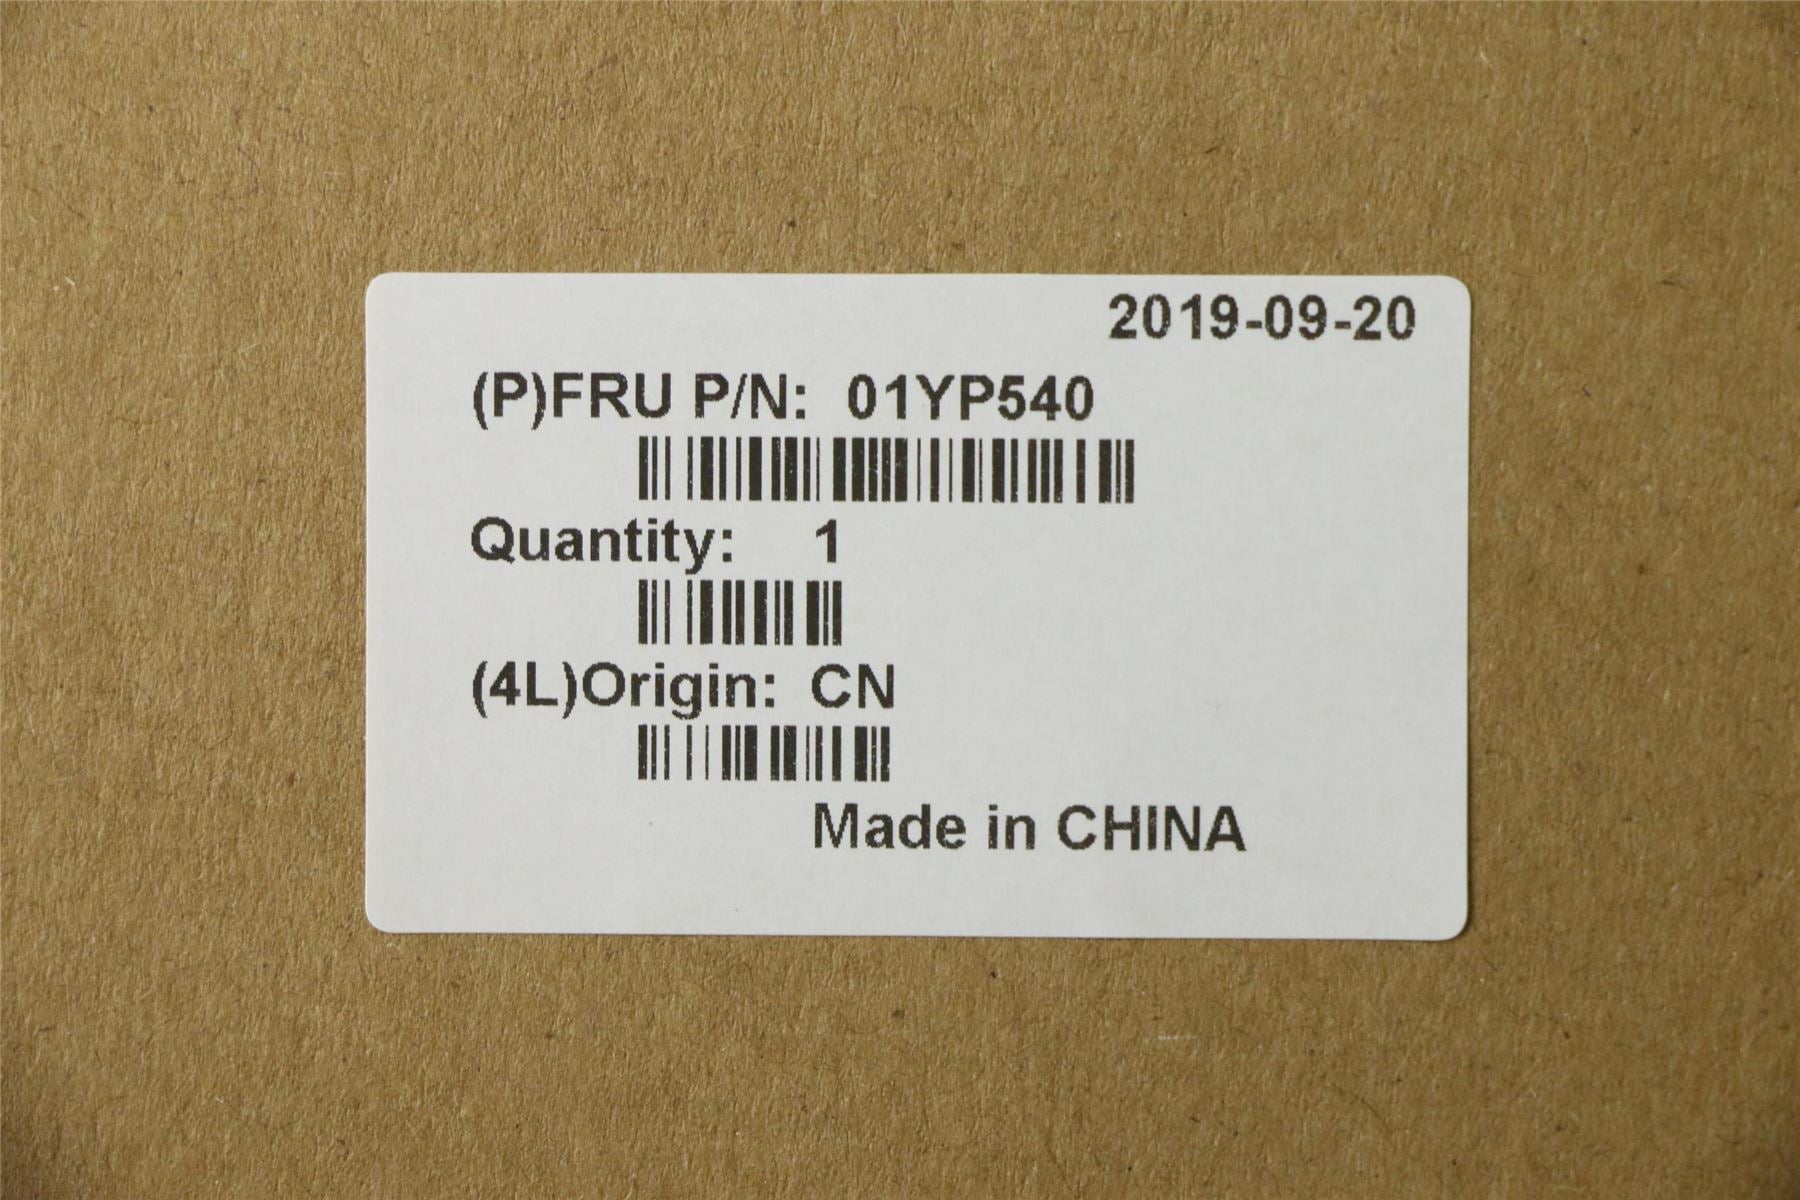 2019-09-20
(P)FRU P/N: 01YP540
Quantity: 1
(4L)Origin: CN
Made in CHINA